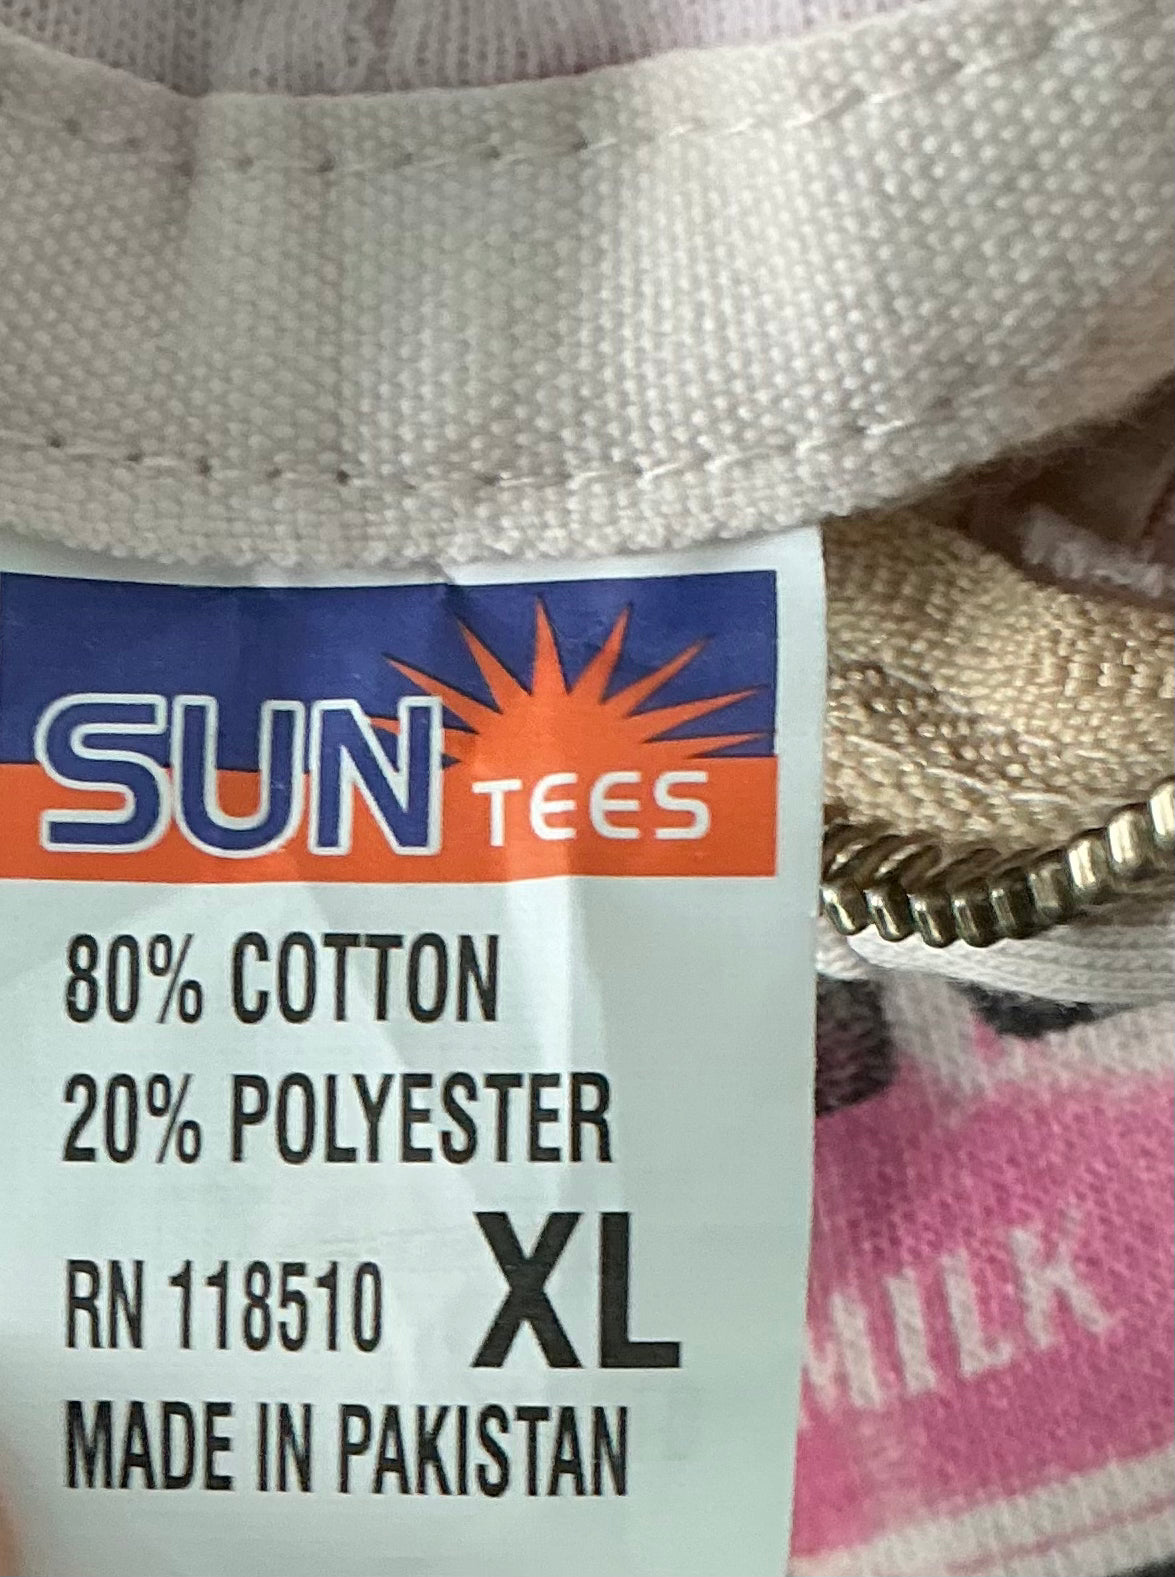 SUN TEES
80% COTTON
20% POLYESTER
RN 118510 XL
MADE IN PAKISTAN
MILK